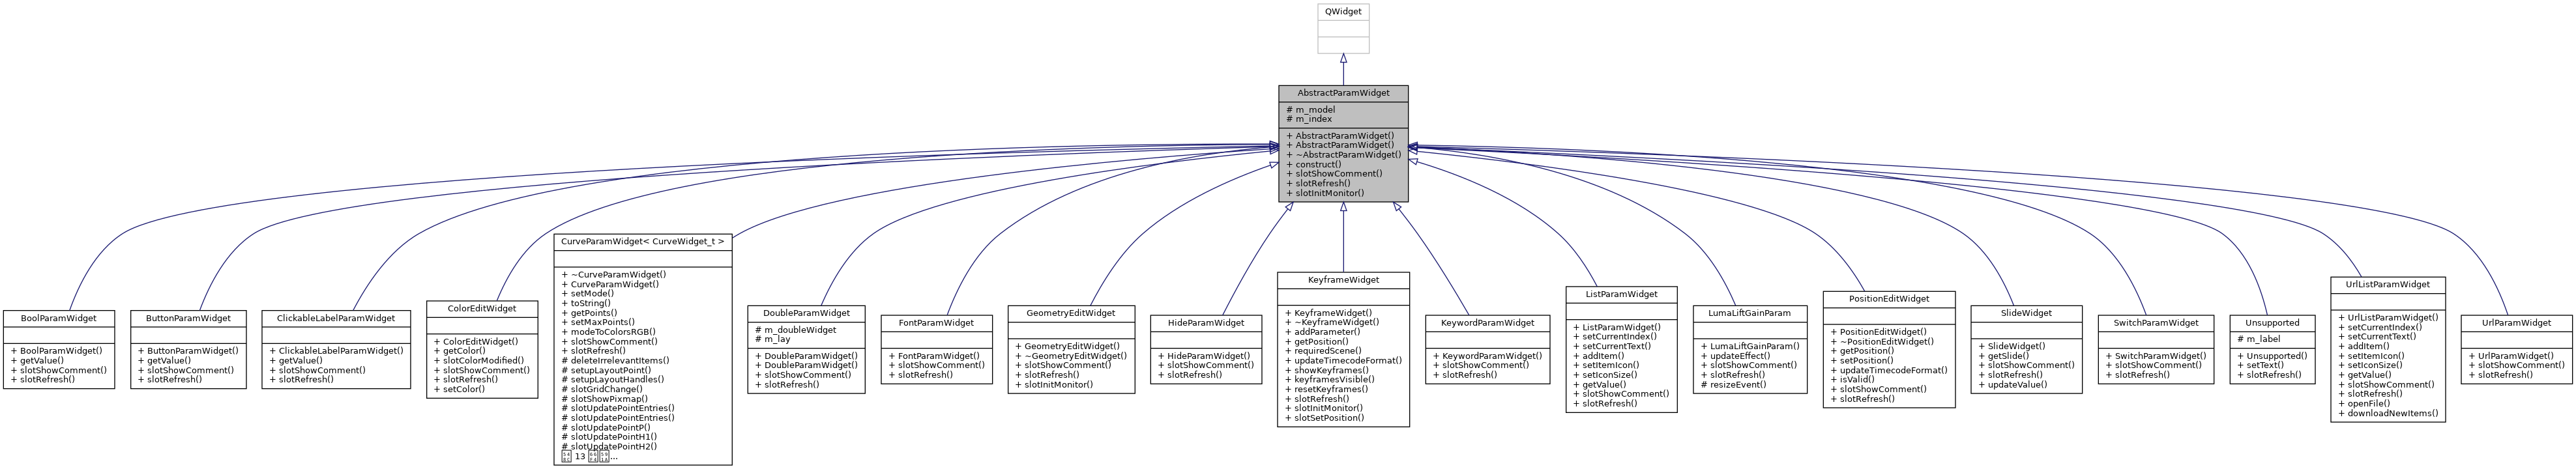 QWidget
AbstractParamWidget
# m_model
# m_index
+ AbstractParamWidget()
+ AbstractParamWidget()
+ ~AbstractParamWidget()
+ construct()
+ slotShowComment()
+ slotRefresh()
+ slotInitMonitor()
BoolParamWidget
+ BoolParamWidget()
+ getValue()
+ slotShowComment()
+ slotRefresh()
ButtonParamWidget
+ ButtonParamWidget()
+ getValue()
+ slotShowComment()
+ slotRefresh()
ClickableLabelParamWidget
+ ClickableLabelParamWidget()
+ getValue()
+ slotShowComment()
+ slotRefresh()
ColorEditWidget
+ ColorEditWidget()
+ getColor()
+ slotColorModified()
+ slotShowComment()
+ slotRefresh()
+ setColor()
CurveParamWidget< CurveWidget_t >
+ ~CurveParamWidget()
+ CurveParamWidget()
+ setMode()
+ toString()
+ getPoints()
+ setMaxPoints()
+ modeToColorsRGB()
+ slotShowComment()
+ slotRefresh()
# deleteIrrelevantItems()
# setupLayoutPoint()
# setupLayoutHandles()
# slotGridChange()
# slotShowPixmap()
# slotUpdatePointEntries()
# slotUpdatePointEntries()
# slotUpdatePointP()
# slotUpdatePointH1()
# slotUpdatePointH2()
13 ...
DoubleParamWidget
# m_doubleWidget
# m_lay
+ DoubleParamWidget()
+ DoubleParamWidget()
+ slotShowComment()
+ slotRefresh()
FontParamWidget
+ FontParamWidget()
+ slotShowComment()
+ slotRefresh()
GeometryEditWidget
+ GeometryEditWidget()
+ ~GeometryEditWidget()
+ slotShowComment()
+ slotRefresh()
+ slotInitMonitor()
HideParamWidget
+ HideParamWidget()
+ slotShowComment()
+ slotRefresh()
KeyframeWidget
+ KeyframeWidget()
+ ~KeyframeWidget()
+ addParameter()
+ getPosition()
+ requiredScene()
+ updateTimecodeFormat()
+ showKeyframes()
+ keyframesVisible()
+ resetKeyframes()
+ slotRefresh()
+ slotInitMonitor()
+ slotSetPosition()
KeywordParamWidget
+ KeywordParamWidget()
+ slotShowComment()
+ slotRefresh()
ListParamWidget
+ ListParamWidget()
+ setCurrentIndex()
+ setCurrentText()
+ addItem()
+ setItemIcon()
+ setIconSize()
+ getValue()
+ slotShowComment()
+ slotRefresh()
LumaLiftGainParam
+ LumaLiftGainParam()
+ updateEffect()
+ slotShowComment()
+ slotRefresh()
# resizeEvent()
PositionEditWidget
+ PositionEditWidget()
+ ~PositionEditWidget()
+ getPosition()
+ setPosition()
+ updateTimecodeFormat()
+ isValid()
+ slotShowComment()
+ slotRefresh()
SlideWidget
+ SlideWidget()
+ getSlide()
+ slotShowComment()
+ slotRefresh()
+ updateValue()
SwitchParamWidget
+ SwitchParamWidget()
+ slotShowComment()
+ slotRefresh()
Unsupported
# m_label
+ Unsupported()
+ setText()
+ slotRefresh()
UrlListParamWidget
+ UrlListParamWidget()
+ setCurrentIndex()
+ setCurrentText()
+ addItem()
+ setItemIcon()
+ setIconSize()
+ getValue()
+ slotShowComment()
+ slotRefresh()
+ openFile()
+ downloadNewItems()
UrlParamWidget
+ UrlParamWidget()
+ slotShowComment()
+ slotRefresh()